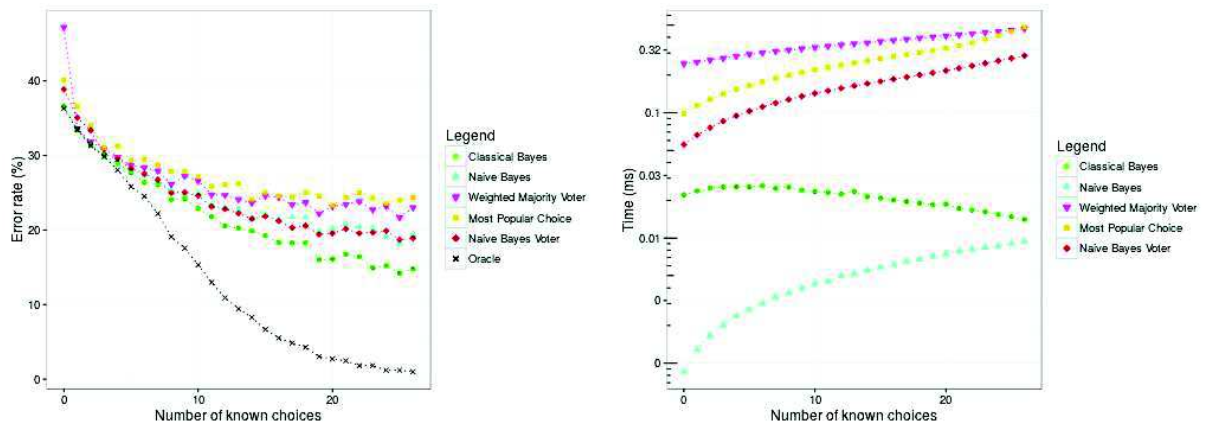 Error rate (%)
40
30
20
10
0
0
10
20
Number of known choices
Legend
Classical Bayes
Naive Bayes
Weighted Majority Voter
Most Popular Choice
Naive Bayes Voter
Oracle
Time (ms)
0.32
0.1
0.03
0.01
0
0
0
10
20
Number of known choices
Legend
Classical Bayes
Naive Bayes
Weighted Majority Voter
Most Popular Choice
Naive Bayes Voter